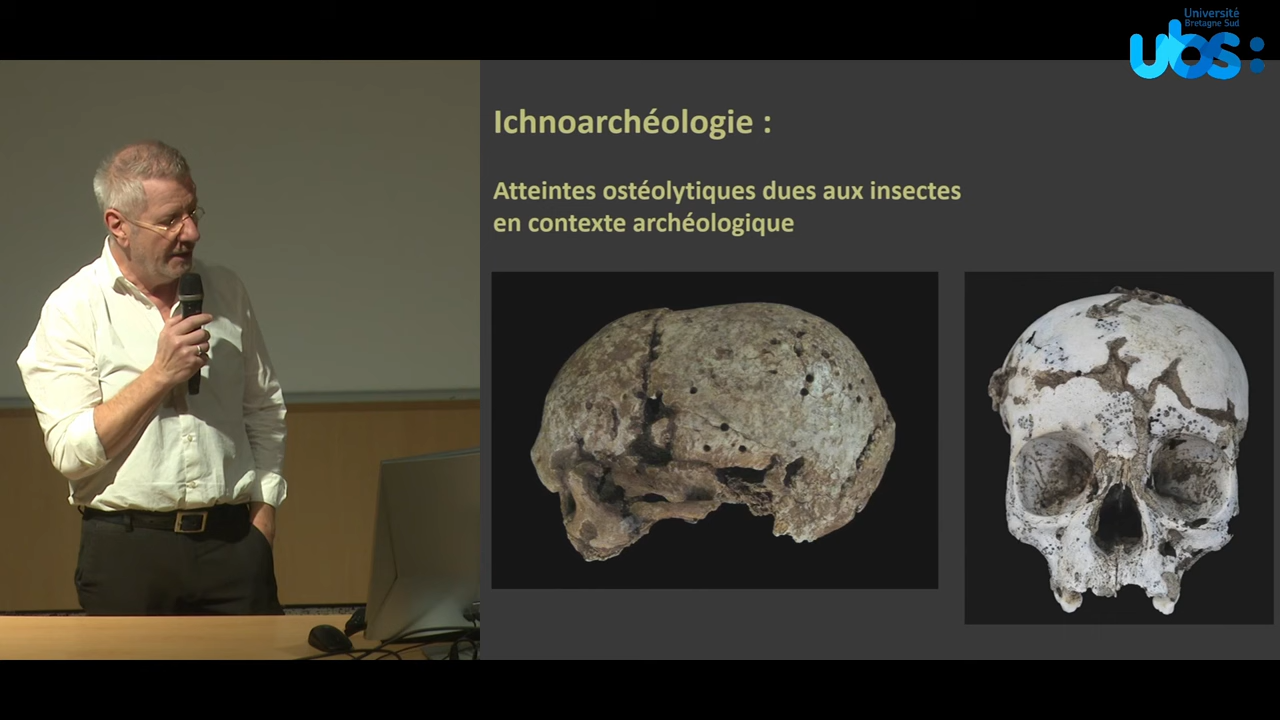 Université
Bretagne Sud
ubs:
Ichnoarchéologie :
Atteintes ostéolytiques dues aux insectes
en contexte archéologique